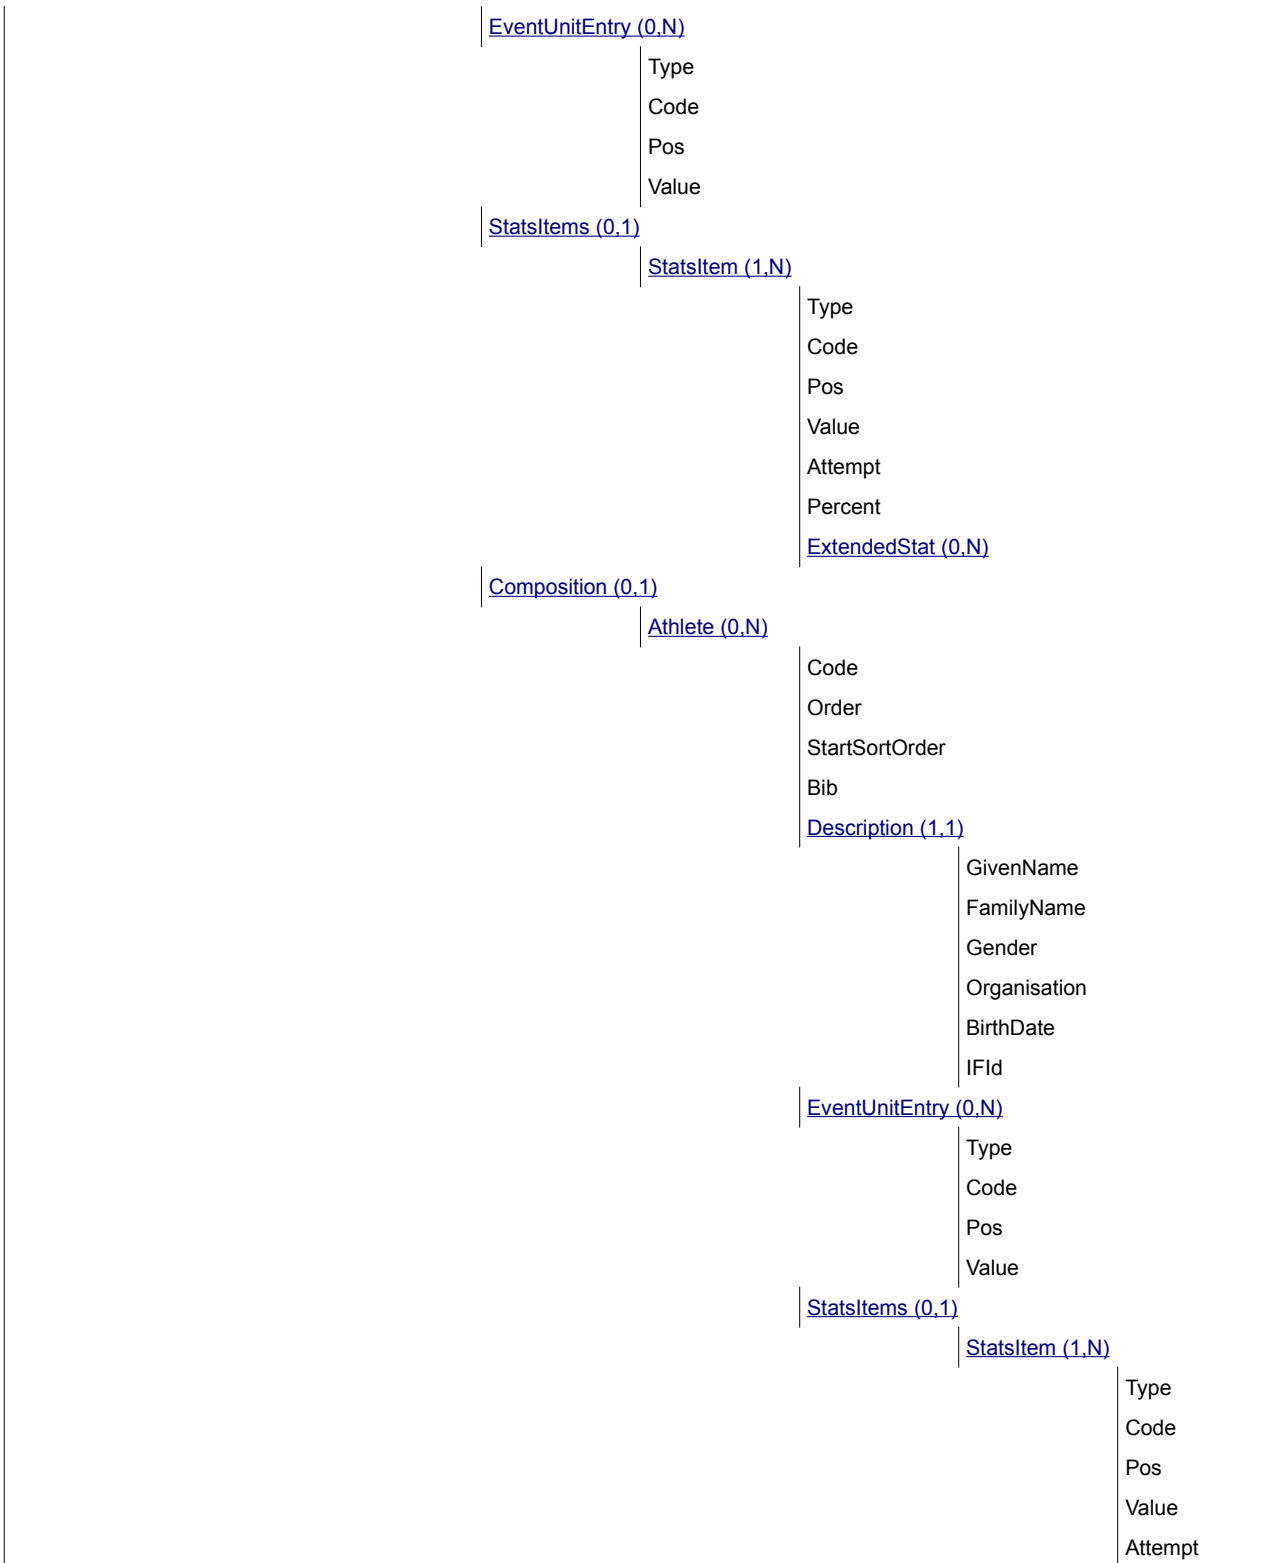 EventUnitEntry (0,N)
Type
Code
Pos
Value
StatsItems (0,1)
StatsItem (1,N)
Type
Code
Pos
Value
Attempt
Percent
ExtendedStat (0,N)
Composition (0,1)
Athlete (0,N)
Code
Order
StartSortOrder
Bib
Description (1,1)
GivenName
FamilyName
Gender
Organisation
BirthDate
IFId
EventUnitEntry (0,N)
Type
Code
Pos
Value
StatsItems (0,1)
StatsItem (1,N)
Type
Code
Pos
Value
Attempt